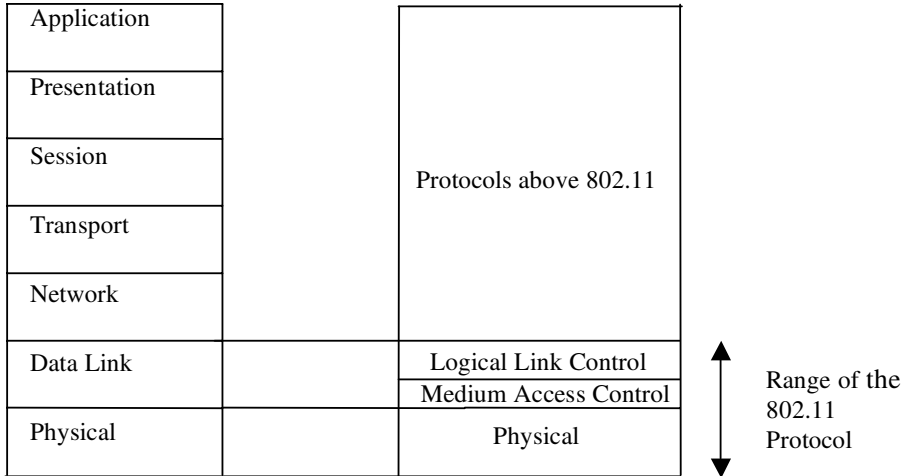 Application
Presentation
Session
Transport
Network
Data Link
Physical
Protocols above 802.11
Logical Link Control
Medium Access Control
Physical
Range of the
802.11
Protocol